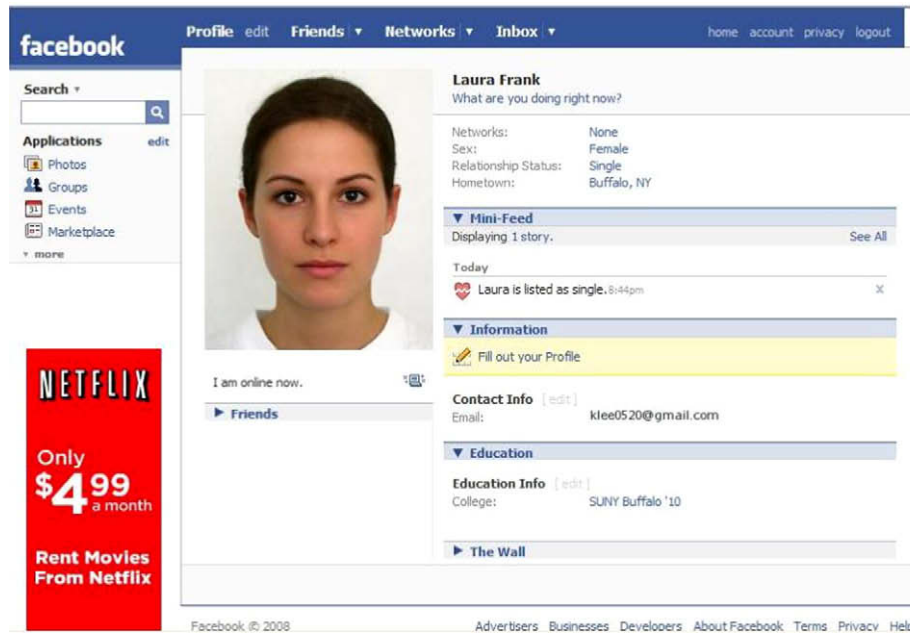 facebook
Profile edit Friends Networks Inbox
home account privacy logout
Search
Applications edit
Photos
Groups
31 Events
Marketplace
more
NETFLIX
Only
$4.99
a month
Rent Movies
From Netflix
I am online now.
Friends
Laura Frank
What are you doing right now?
Networks: None
Sex: Female
Relationship Status: Single
Hometown: Buffalo, NY
Mini-Feed
Displaying 1 story. See All
Today
Laura is listed as single. 8:44pm x
Information
Fill out your Profile
Contact Info [edit]
Email: klee0520@gmail.com
Education
Education Info [edit]
College: SUNY Buffalo '10
The Wall
Facebook © 2008
Advertisers Businesses Developers About Facebook Terms Privacy Help